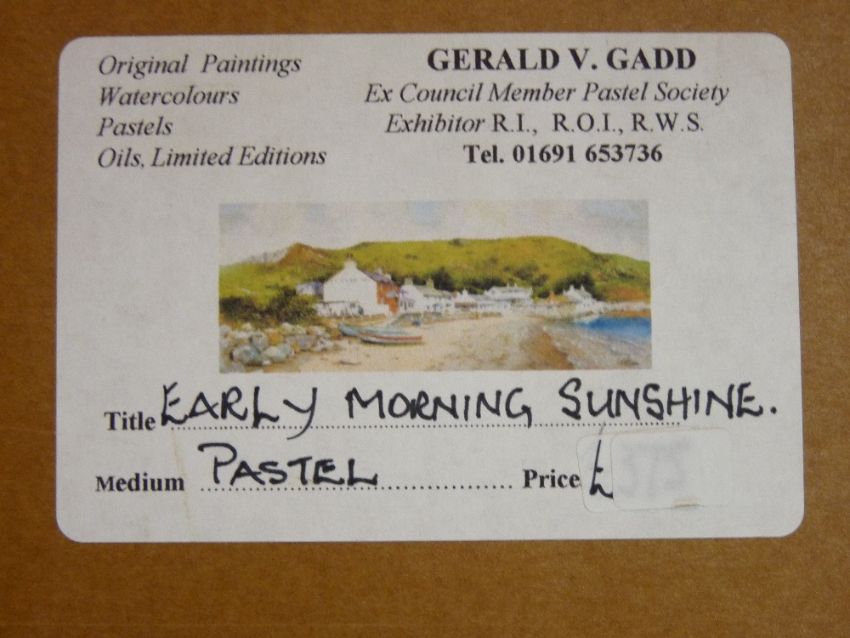 Original Paintings
Watercolours
Pastels
Oils, Limited Editions
GERALD V. GADD
Ex Council Member Pastel Society
Exhibitor R.I., R.O.I., R.W.S.
Tel. 01691 653736
Title EARLY MORNING SUNSHINE.
Medium PASTEL Price £